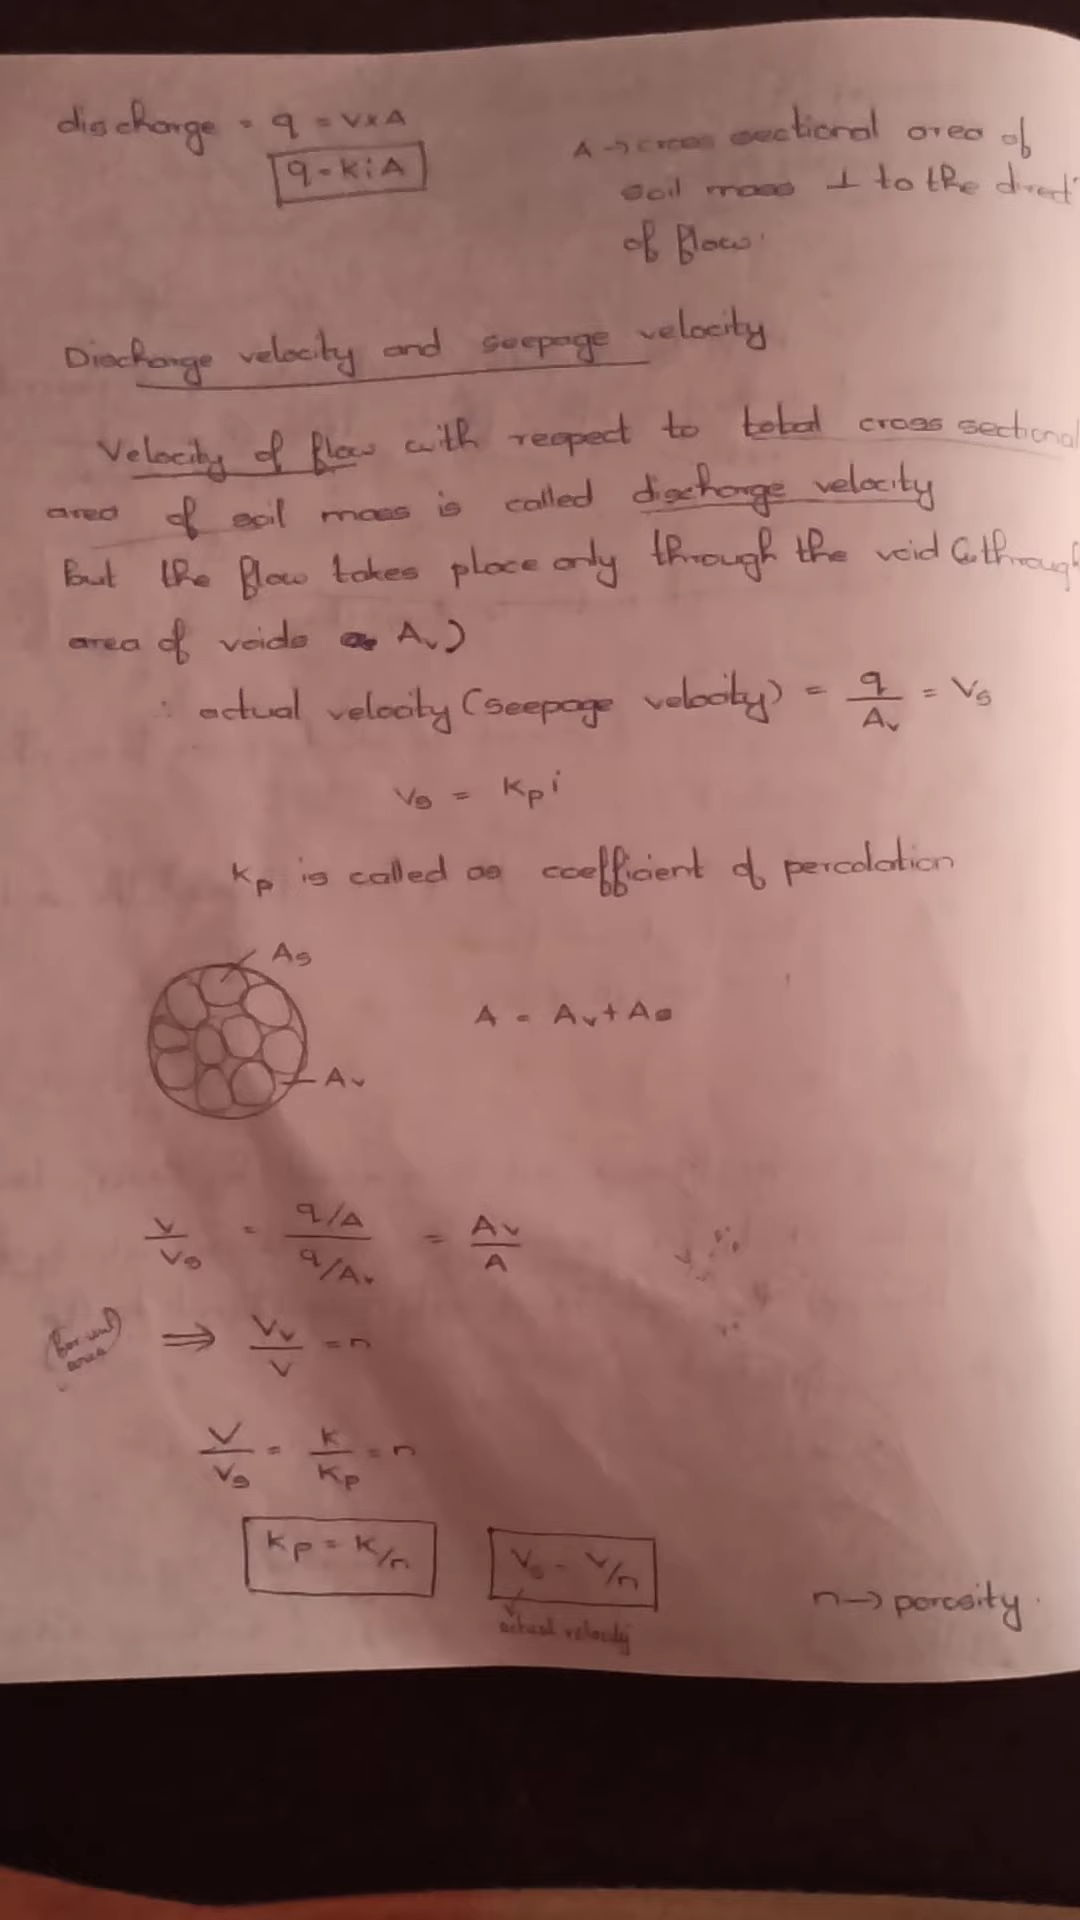 discharge = q = V x A
q = kiA
A → cross sectional area of
soil mass ⊥ to the direct
of flow.
Discharge velocity and seepage velocity
Velocity of flow with respect to total cross sectional
area of soil mass is called discharge velocity
But the flow takes place only through the void (through
area of voids Av)
∴ actual velocity (seepage velocity) = q/Av = Vs
Vs = Kp i
Kp is called as coefficient of percolation
As
A = Av + As
Av
V/Vs = (q/A)/(q/Av) = Av/A
⇒ Vv/V = n
V/Vs = K/Kp = n
Kp = K/n
Vs = V/n
n → porosity.
actual velocity